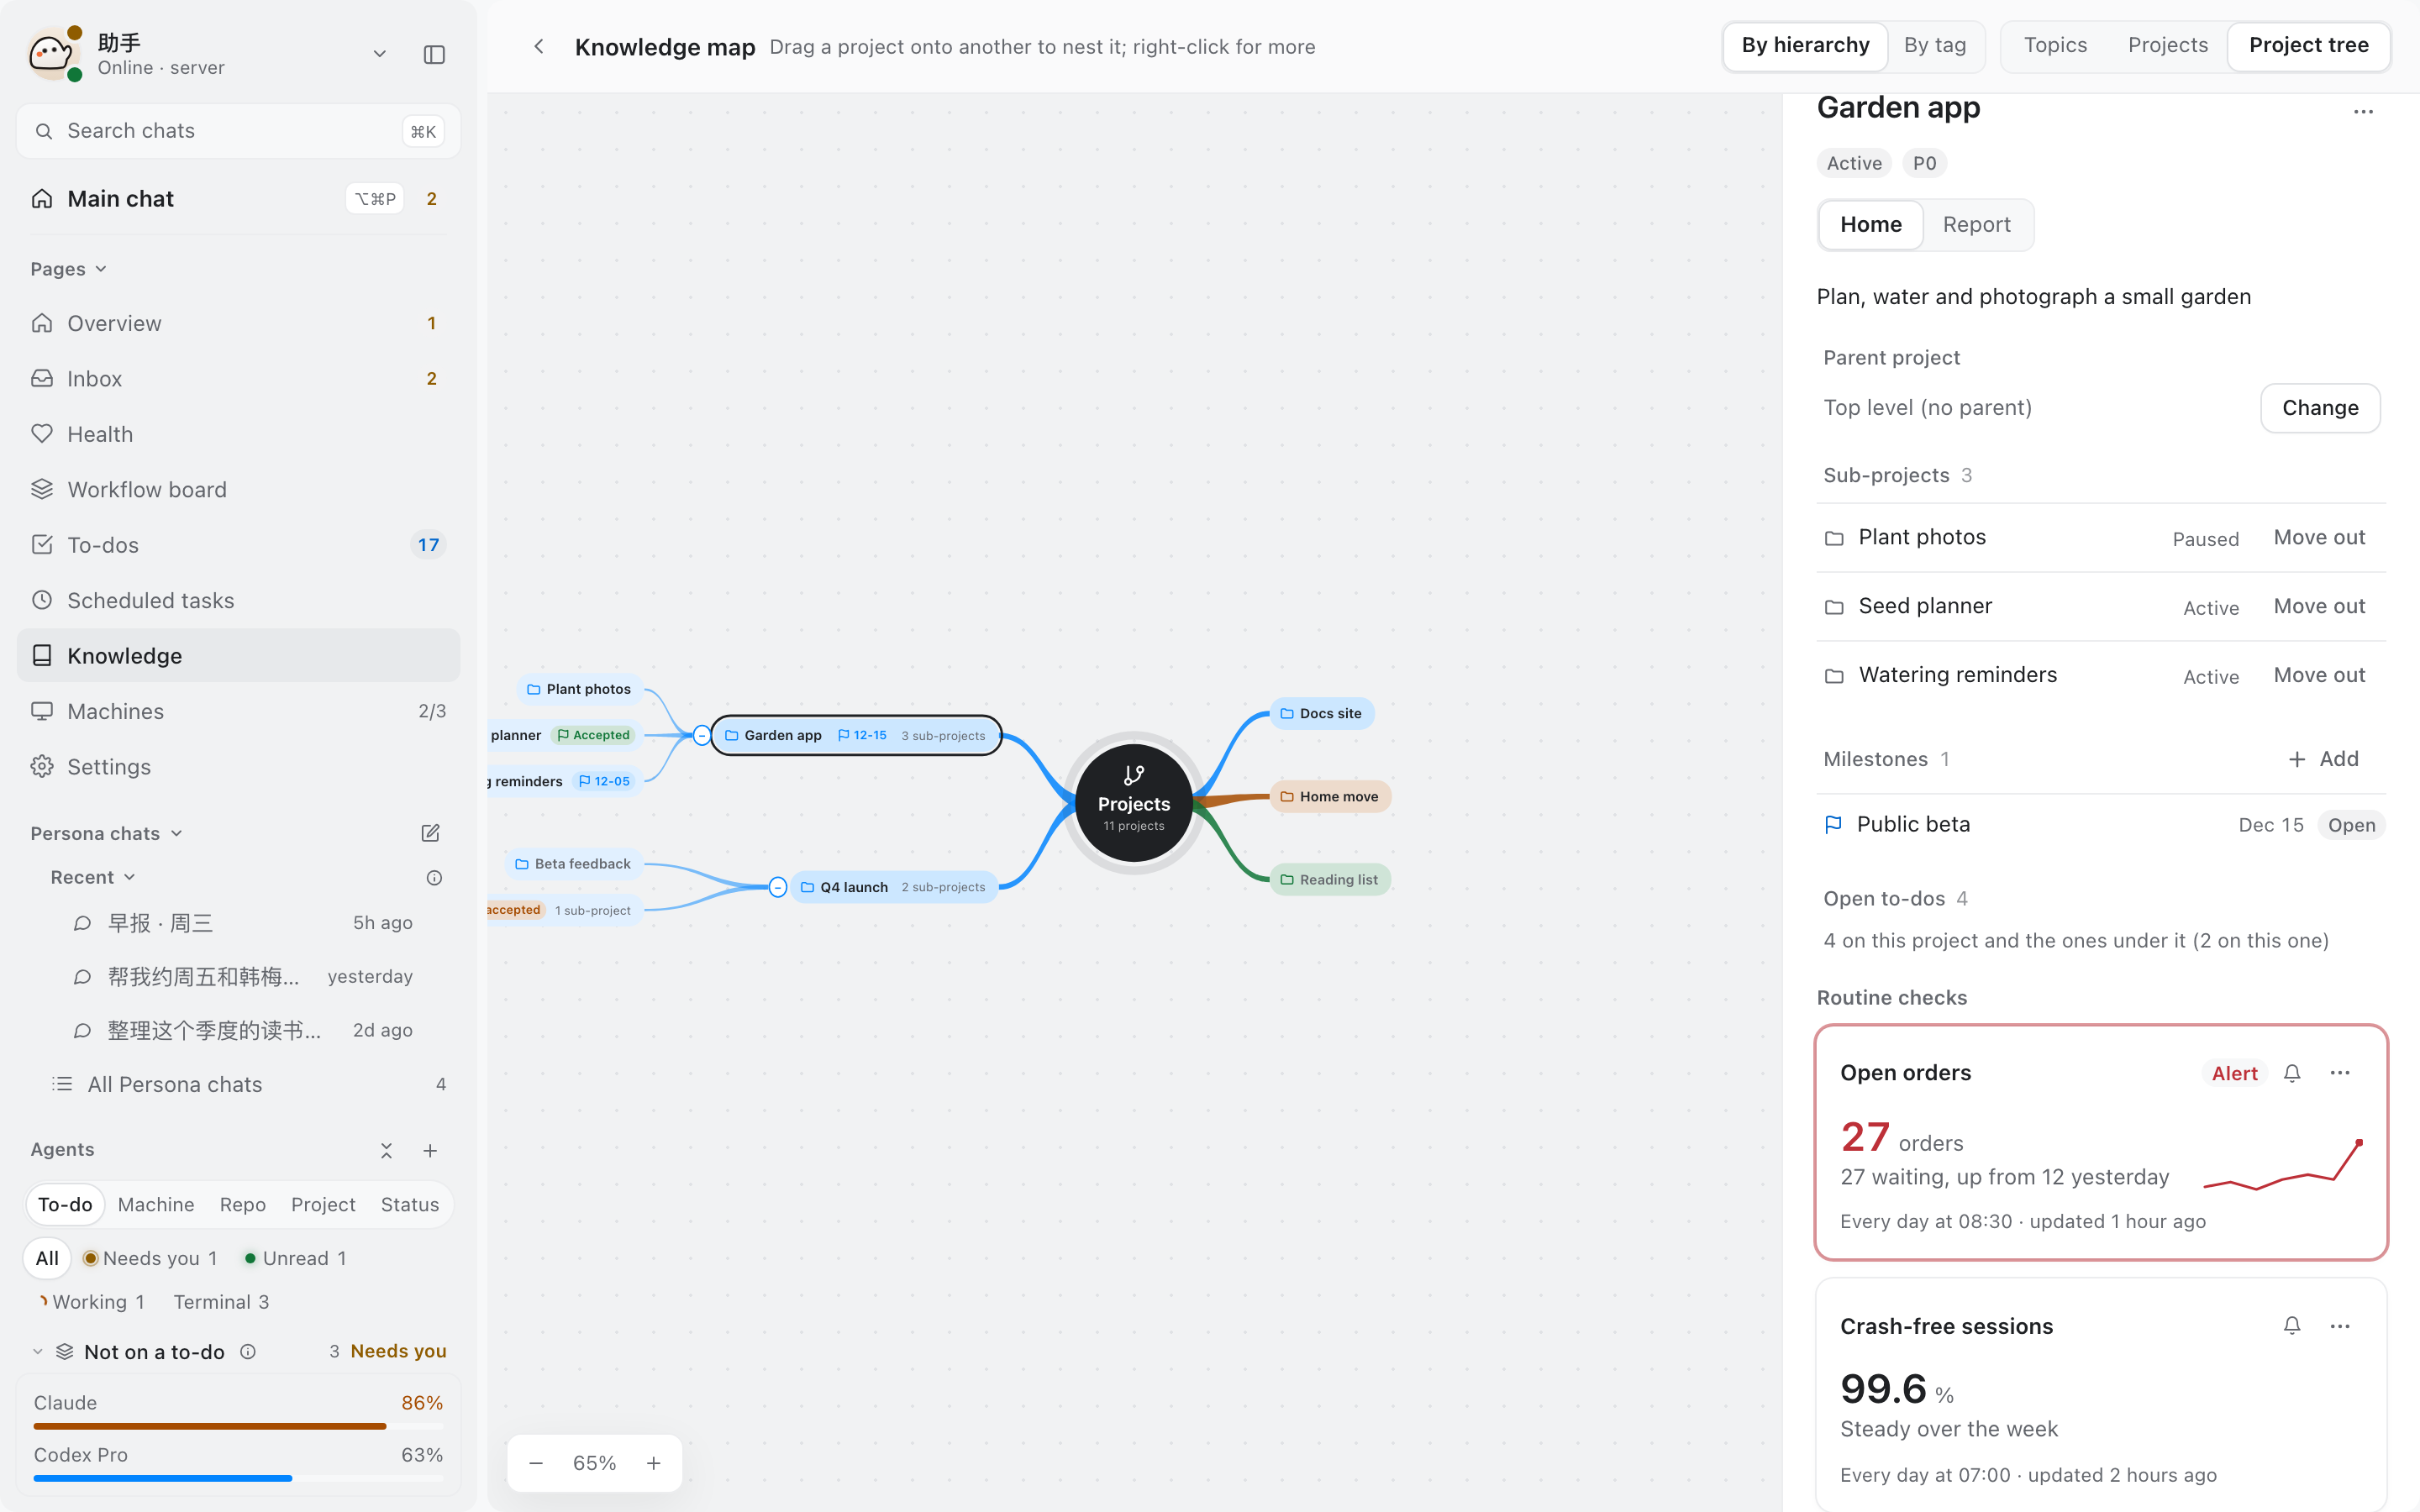 助手
Online · server
Search chats ⌘K
Main chat ⌥⌘P 2
Pages
Overview 1
Inbox 2
Health
Workflow board
To-dos 17
Scheduled tasks
Knowledge
Machines 2/3
Settings
Persona chats
Recent
早报 · 周三 5h ago
帮我约周五和韩梅... yesterday
整理这个季度的读书... 2d ago
All Persona chats 4
Agents
To-do Machine Repo Project Status
All Needs you 1 Unread 1
Working 1 Terminal 3
Not on a to-do 3 Needs you
Claude 86%
Codex Pro 63%
Knowledge map Drag a project onto another to nest it; right-click for more
By hierarchy By tag Topics Projects Project tree
Plant photos
planner Accepted
reminders 12-05
Garden app 12-15 3 sub-projects
Beta feedback
accepted 1 sub-project
Q4 launch 2 sub-projects
Projects
11 projects
Docs site
Home move
Reading list
65%
Garden app
Active P0
Home Report
Plan, water and photograph a small garden
Parent project
Top level (no parent) Change
Sub-projects 3
Plant photos Paused Move out
Seed planner Active Move out
Watering reminders Active Move out
Milestones 1 + Add
Public beta Dec 15 Open
Open to-dos 4
4 on this project and the ones under it (2 on this one)
Routine checks
Open orders Alert
27 orders
27 waiting, up from 12 yesterday
Every day at 08:30 · updated 1 hour ago
Crash-free sessions
99.6 %
Steady over the week
Every day at 07:00 · updated 2 hours ago